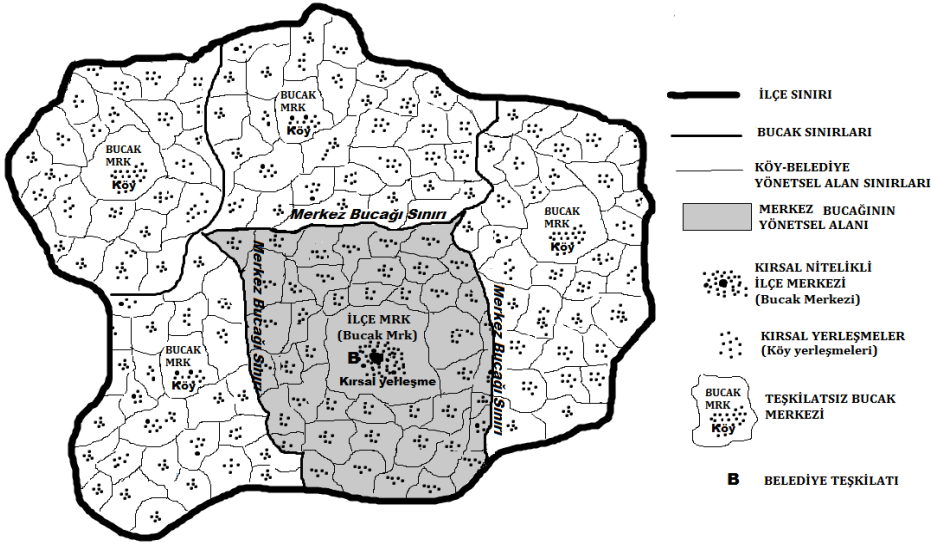 BUCAK
MRK
Köy
BUCAK
MRK
Köy
BUCAK
MRK
Köy
BUCAK
MRK
Köy
Merkez Bucağı Sınırı
Merkez Bucağı Sınırı
Merkez Bucağı Sınırı
İLÇE MRK
(Bucak Mrk)
B
Kırsal yerleşme
İLÇE SINIRI
BUCAK SINIRLARI
KÖY-BELEDİYE
YÖNETSEL ALAN SINIRLARI
MERKEZ BUCAĞININ
YÖNETSEL ALANI
KIRSAL NİTELİKLİ
İLÇE MERKEZİ
(Bucak Merkezi)
KIRSAL YERLEŞMELER
(Köy yerleşmeleri)
BUCAK
MRK
Köy
TEŞKİLATSIZ BUCAK
MERKEZİ
B BELEDİYE TEŞKİLATI